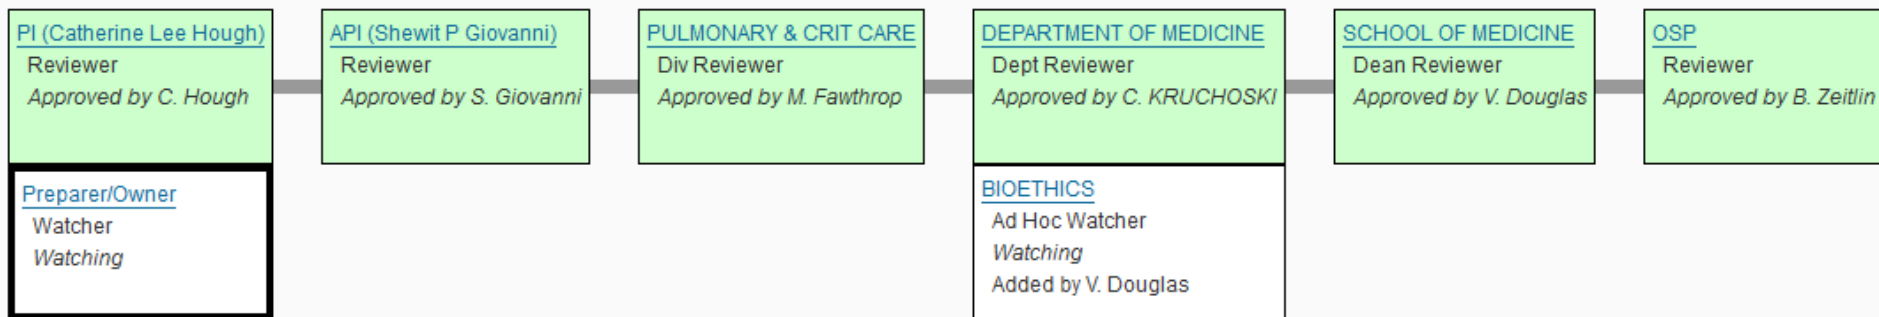 PI (Catherine Lee Hough)
Reviewer
Approved by C. Hough
Preparer/Owner
Watcher
Watching
API (Shewit P Giovanni)
Reviewer
Approved by S. Giovanni
PULMONARY & CRIT CARE
Div Reviewer
Approved by M. Fawthrop
DEPARTMENT OF MEDICINE
Dept Reviewer
Approved by C. KRUCHOSKI
BIOETHICS
Ad Hoc Watcher
Watching
Added by V. Douglas
SCHOOL OF MEDICINE
Dean Reviewer
Approved by V. Douglas
OSP
Reviewer
Approved by B. Zeitlin